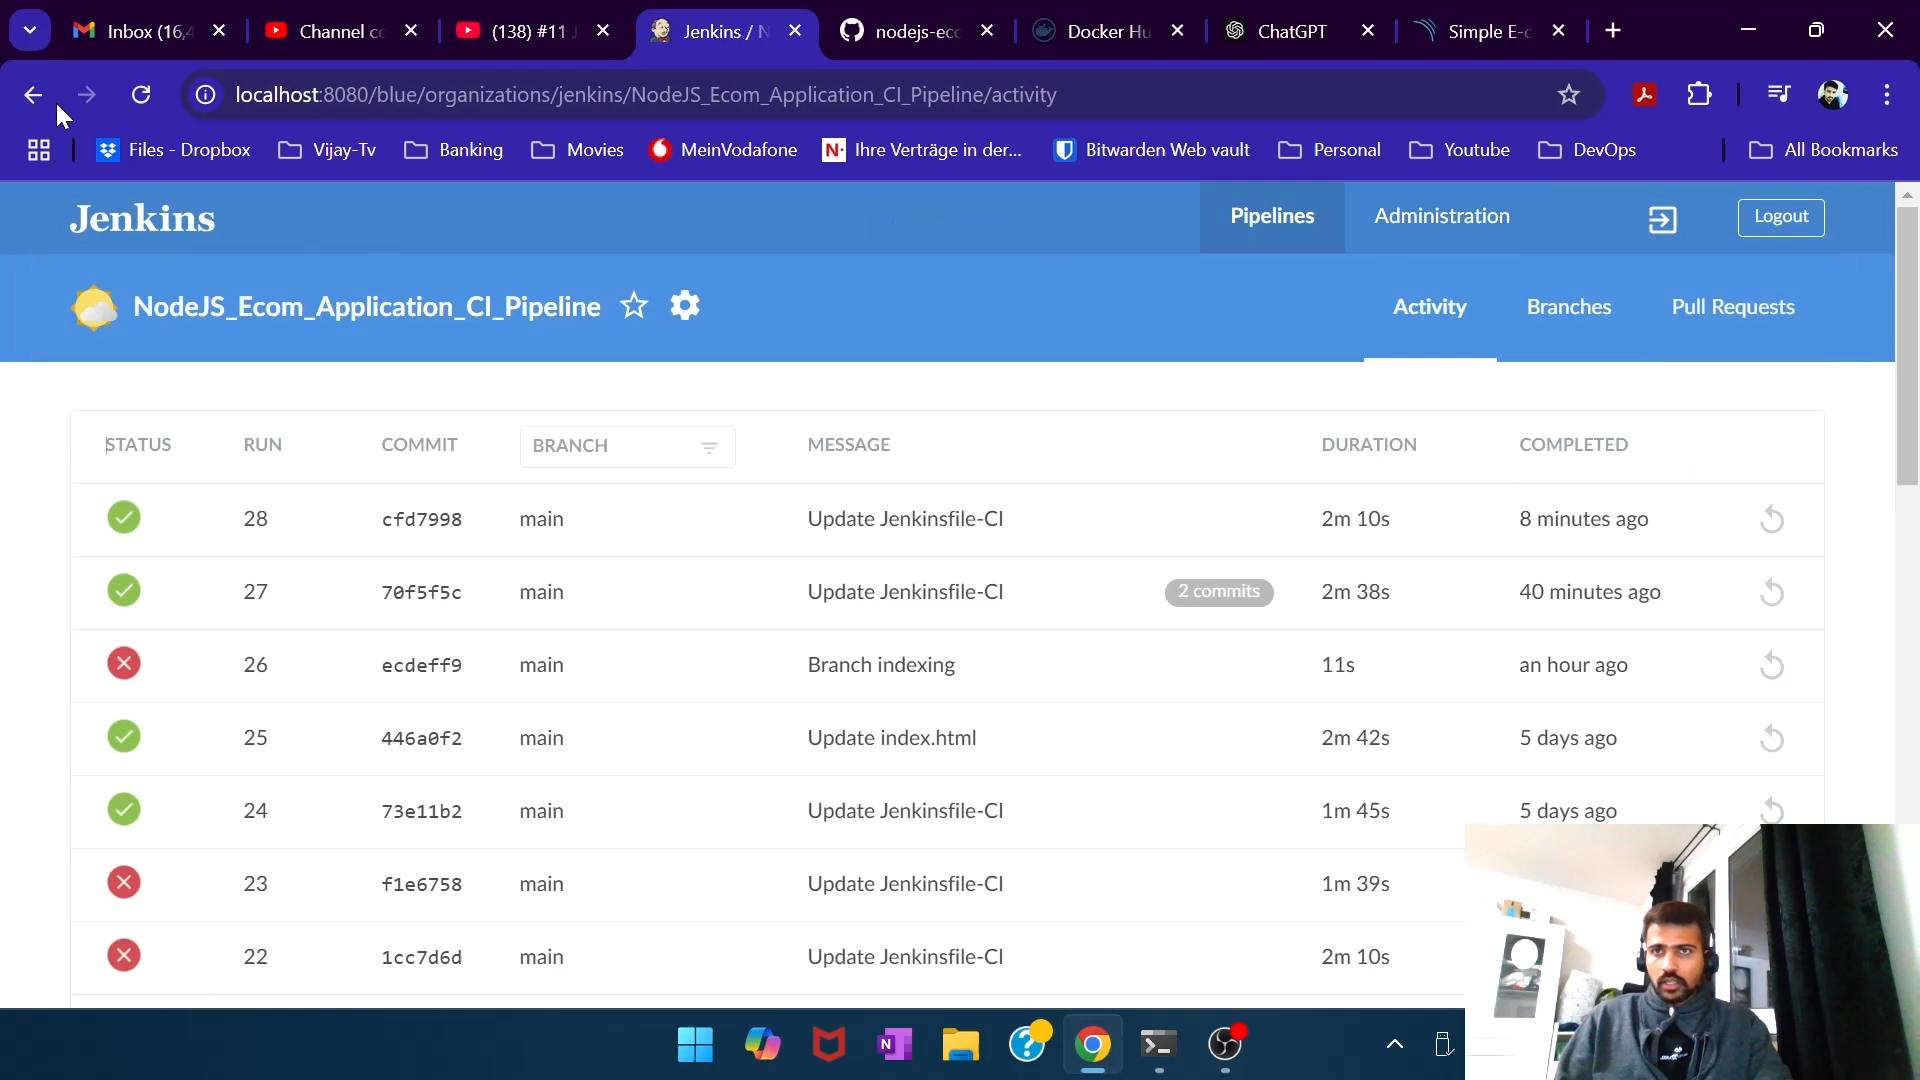 Inbox (16,4
Channel cc
(138) #11 J
Jenkins / N
nodejs-ecc
Docker Hu
ChatGPT
Simple E-c
localhost:8080/blue/organizations/jenkins/NodeJS_Ecom_Application_CI_Pipeline/activity
Files - Dropbox
Vijay-Tv
Banking
Movies
MeinVodafone
Ihre Verträge in der...
Bitwarden Web vault
Personal
Youtube
DevOps
All Bookmarks
Jenkins
Pipelines
Administration
Logout
NodeJS_Ecom_Application_CI_Pipeline
Activity
Branches
Pull Requests
STATUS RUN COMMIT BRANCH MESSAGE DURATION COMPLETED
28 cfd7998 main Update Jenkinsfile-CI 2m 10s 8 minutes ago
27 70f5f5c main Update Jenkinsfile-CI 2 commits 2m 38s 40 minutes ago
26 ecdeff9 main Branch indexing 11s an hour ago
25 446a0f2 main Update index.html 2m 42s 5 days ago
24 73e11b2 main Update Jenkinsfile-CI 1m 45s 5 days ago
23 f1e6758 main Update Jenkinsfile-CI 1m 39s
22 1cc7d6d main Update Jenkinsfile-CI 2m 10s